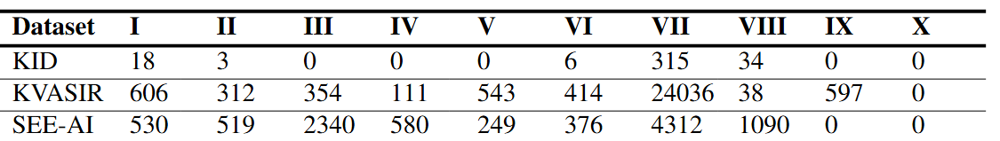 Dataset I II III IV V VI VII VIII IX X
KID 18 3 0 0 0 6 315 34 0 0
KVASIR 606 312 354 111 543 414 24036 38 597 0
SEE-AI 530 519 2340 580 249 376 4312 1090 0 0